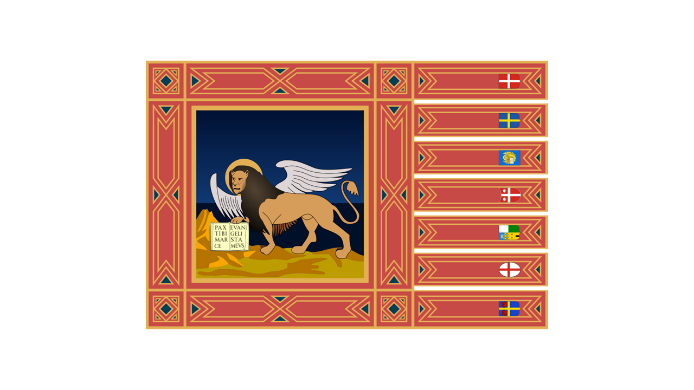 PAX
TIBI
MAR
CE
EVAN
GELI
STA
MEVS